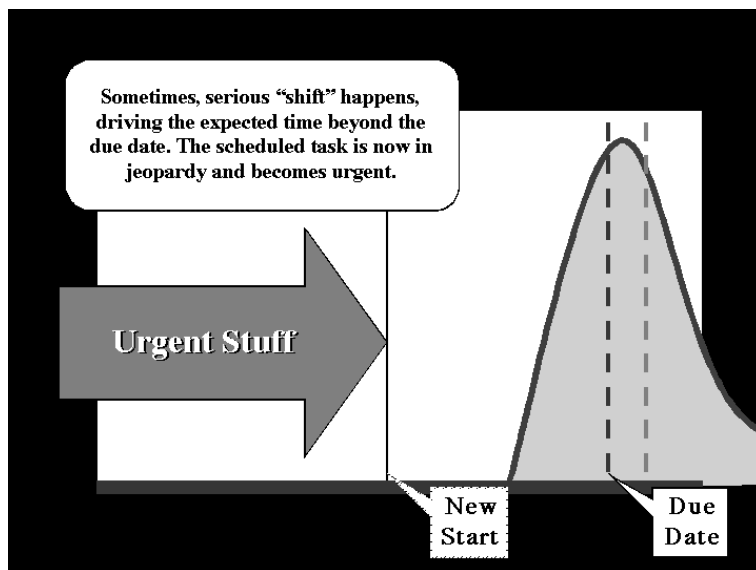 Sometimes, serious “shift” happens,
driving the expected time beyond the
due date. The scheduled task is now in
jeopardy and becomes urgent.
Urgent Stuff
New
Start
Due
Date